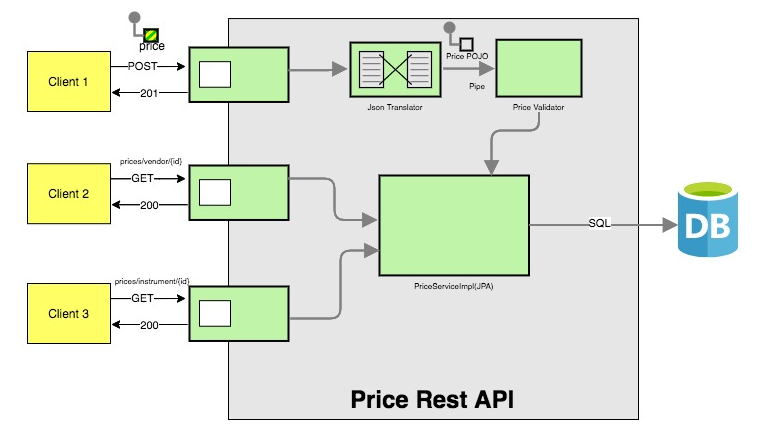 price
Client 1
POST
201
Price POJO
Pipe
Json Translator
Price Validator
prices/vendor/{id}
Client 2
GET
200
SQL
DB
PriceServiceImpl(JPA)
prices/instrument/{id}
Client 3
GET
200
Price Rest API